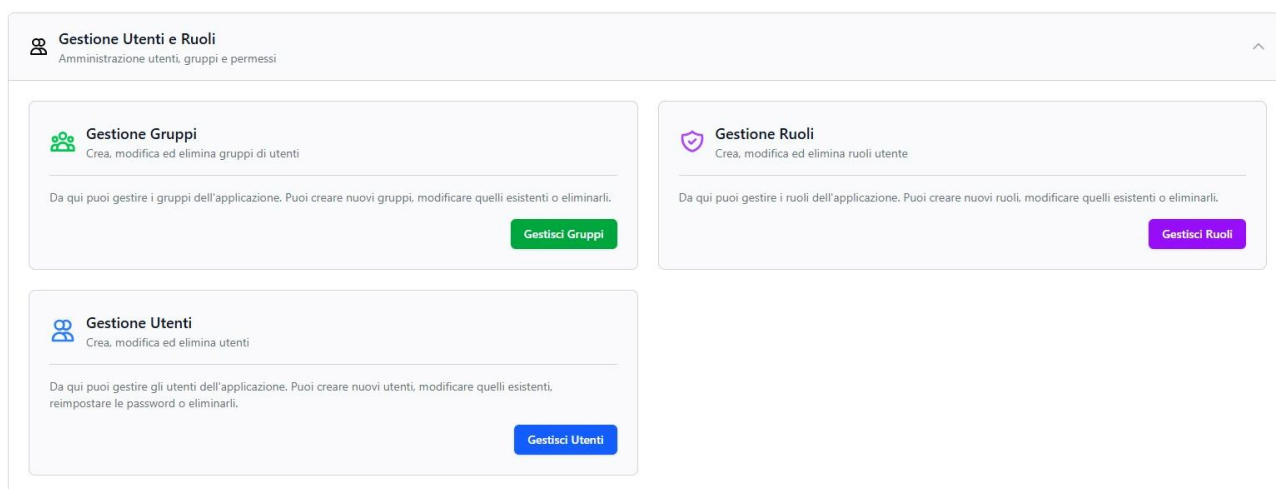 Gestione Utenti e Ruoli
Amministrazione utenti, gruppi e permessi
Gestione Gruppi
Crea, modifica ed elimina gruppi di utenti
Da qui puoi gestire i gruppi dell'applicazione. Puoi creare nuovi gruppi, modificare quelli esistenti o eliminarli.
Gestisci Gruppi
Gestione Ruoli
Crea, modifica ed elimina ruoli utente
Da qui puoi gestire i ruoli dell'applicazione. Puoi creare nuovi ruoli, modificare quelli esistenti o eliminarli.
Gestisci Ruoli
Gestione Utenti
Crea, modifica ed elimina utenti
Da qui puoi gestire gli utenti dell'applicazione. Puoi creare nuovi utenti, modificare quelli esistenti,
reimpostare le password o eliminarli.
Gestisci Utenti